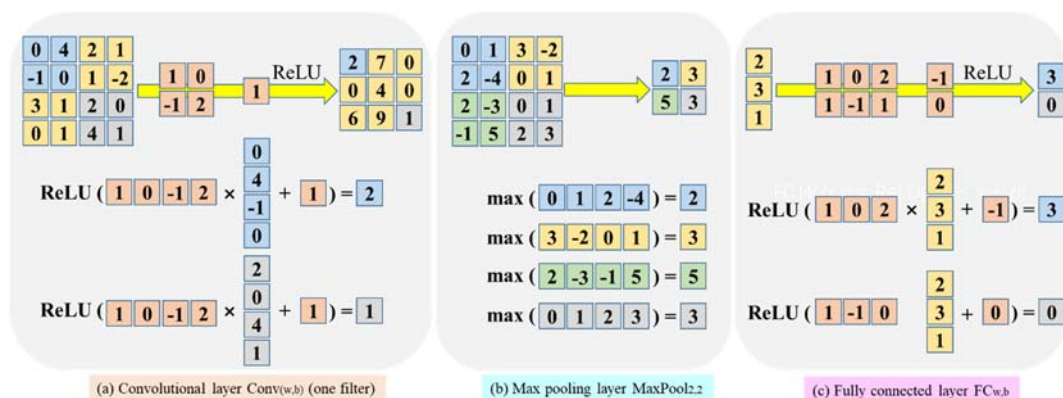 0 4 2 1
-1 0 1 -2
3 1 2 0
0 1 4 1
1 0
-1 2
1
ReLU
2 7 0
0 4 0
6 9 1
ReLU ( 1 0 -1 2 × 0 4 -1 0 + 1 ) = 2
ReLU ( 1 0 -1 2 × 2 0 4 1 + 1 ) = 1
(a) Convolutional layer Conv(w,b) (one filter)
0 1 3 -2
2 -4 0 1
2 -3 0 1
-1 5 2 3
2 3
5 3
max ( 0 1 2 -4 ) = 2
max ( 3 -2 0 1 ) = 3
max ( 2 -3 -1 5 ) = 5
max ( 0 1 2 3 ) = 3
(b) Max pooling layer MaxPool2,2
2
3
1
1 0 2
1 -1 1
-1
0
ReLU
3
0
ReLU ( 1 0 2 × 2 3 1 + -1 ) = 3
ReLU ( 1 -1 0 2 3 1 + 0 ) = 0
(c) Fully connected layer FCw,b